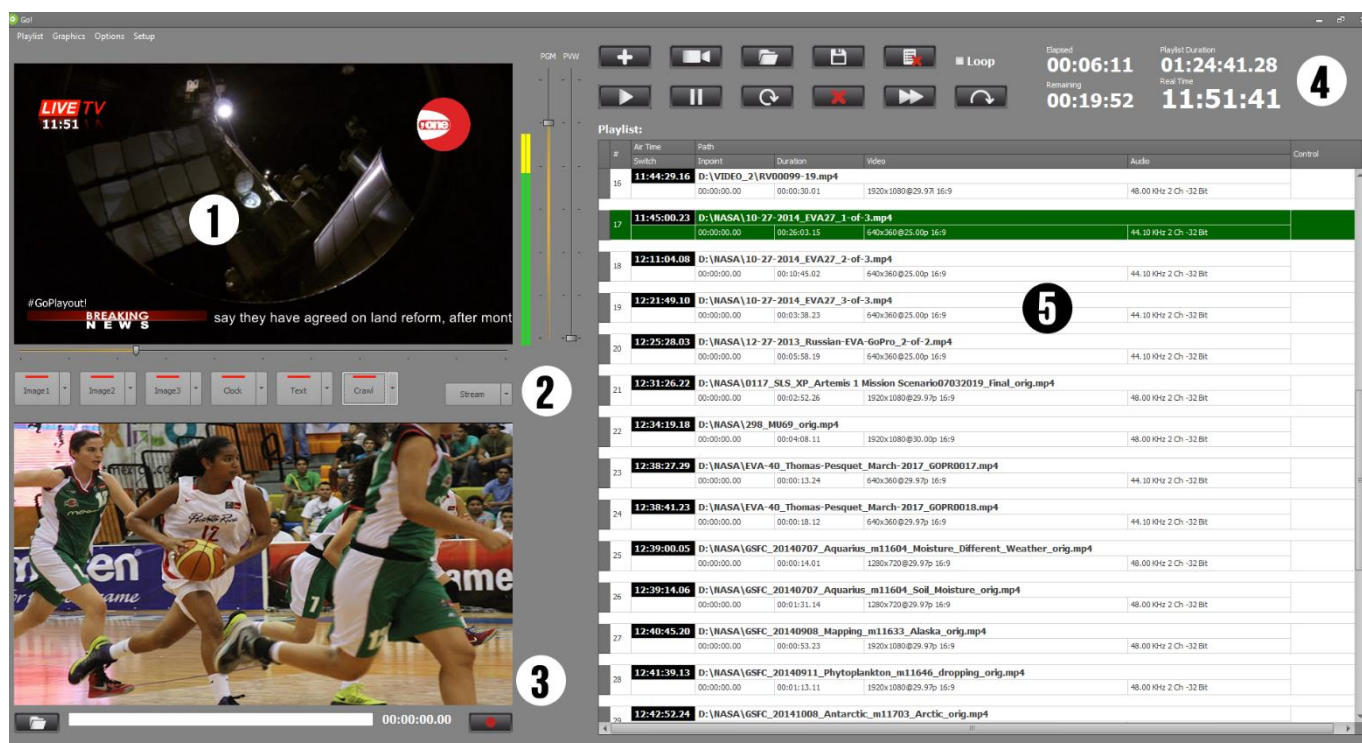 Go!
Playlist Graphics Options Setup
PGM PVW
LIVE TV
11:51
one
1
#GoPlayout!
BREAKING
NEWS
say they have agreed on land reform, after mont
Image1 Image2 Image3 Clock Text Crawl Stream
2
Puerto Rico
12
7
en
ame
game
3
00:00:00.00
Loop
Elapsed
00:06:11
Playlist Duration
01:24:41.28
Remaining
00:19:52
Real Time
11:51:41
4
Playlist:
# Air Time Path Control
Switch Inpoint Duration Video Audio
16 11:44:29.16 D:\VIDEO_2\RV00099-19.mp4
00:00:00.00 00:00:30.01 1920x1080@29.97i 16:9 48.00 KHz 2 Ch -32 Bit
17 11:45:00.23 D:\NASA\10-27-2014_EVA27_1-of-3.mp4
00:00:00.00 00:26:03.15 640x360@25.00p 16:9 44.10 KHz 2 Ch -32 Bit
18 12:11:04.08 D:\NASA\10-27-2014_EVA27_2-of-3.mp4
00:00:00.00 00:10:45.02 640x360@25.00p 16:9 44.10 KHz 2 Ch -32 Bit
19 12:21:49.10 D:\NASA\10-27-2014_EVA27_3-of-3.mp4
00:00:00.00 00:03:38.23 640x360@25.00p 16:9 44.10 KHz 2 Ch -32 Bit
5
20 12:25:28.03 D:\NASA\12-27-2013_Russian-EVA-GoPro_2-of-2.mp4
00:00:00.00 00:05:58.19 640x360@25.00p 16:9 44.10 KHz 2 Ch -32 Bit
21 12:31:26.22 D:\NASA\0117_SLS_XP_Artemis 1 Mission Scenario07032019_Final_orig.mp4
00:00:00.00 00:02:52.26 1920x1080@29.97p 16:9 48.00 KHz 2 Ch -32 Bit
22 12:34:19.18 D:\NASA\298_MU69_orig.mp4
00:00:00.00 00:04:08.11 1920x1080@30.00p 16:9 48.00 KHz 2 Ch -32 Bit
23 12:38:27.29 D:\NASA\EVA-40_Thomas-Pesquet_March-2017_GOPR0017.mp4
00:00:00.00 00:00:13.24 640x360@29.97p 16:9 44.10 KHz 2 Ch -32 Bit
24 12:38:41.23 D:\NASA\EVA-40_Thomas-Pesquet_March-2017_GOPR0018.mp4
00:00:00.00 00:00:18.12 640x360@29.97p 16:9 44.10 KHz 2 Ch -32 Bit
25 12:39:00.05 D:\NASA\GSFC_20140707_Aquarius_m11604_Moisture_Different_Weather_orig.mp4
00:00:00.00 00:00:14.01 1280x720@29.97p 16:9 48.00 KHz 2 Ch -32 Bit
26 12:39:14.06 D:\NASA\GSFC_20140707_Aquarius_m11604_Soil_Moisture_orig.mp4
00:00:00.00 00:01:31.14 1280x720@29.97p 16:9 48.00 KHz 2 Ch -32 Bit
27 12:40:45.20 D:\NASA\GSFC_20140908_Mapping_m11633_Alaska_orig.mp4
00:00:00.00 00:00:53.23 1920x1080@29.97p 16:9 48.00 KHz 2 Ch -32 Bit
28 12:41:39.13 D:\NASA\GSFC_20140911_Phytoplankton_m11646_dropping_orig.mp4
00:00:00.00 00:01:13.11 1920x1080@29.97p 16:9 48.00 KHz 2 Ch -32 Bit
29 12:42:52.24 D:\NASA\GSFC_20141008_Antarctic_m11703_Arctic_orig.mp4